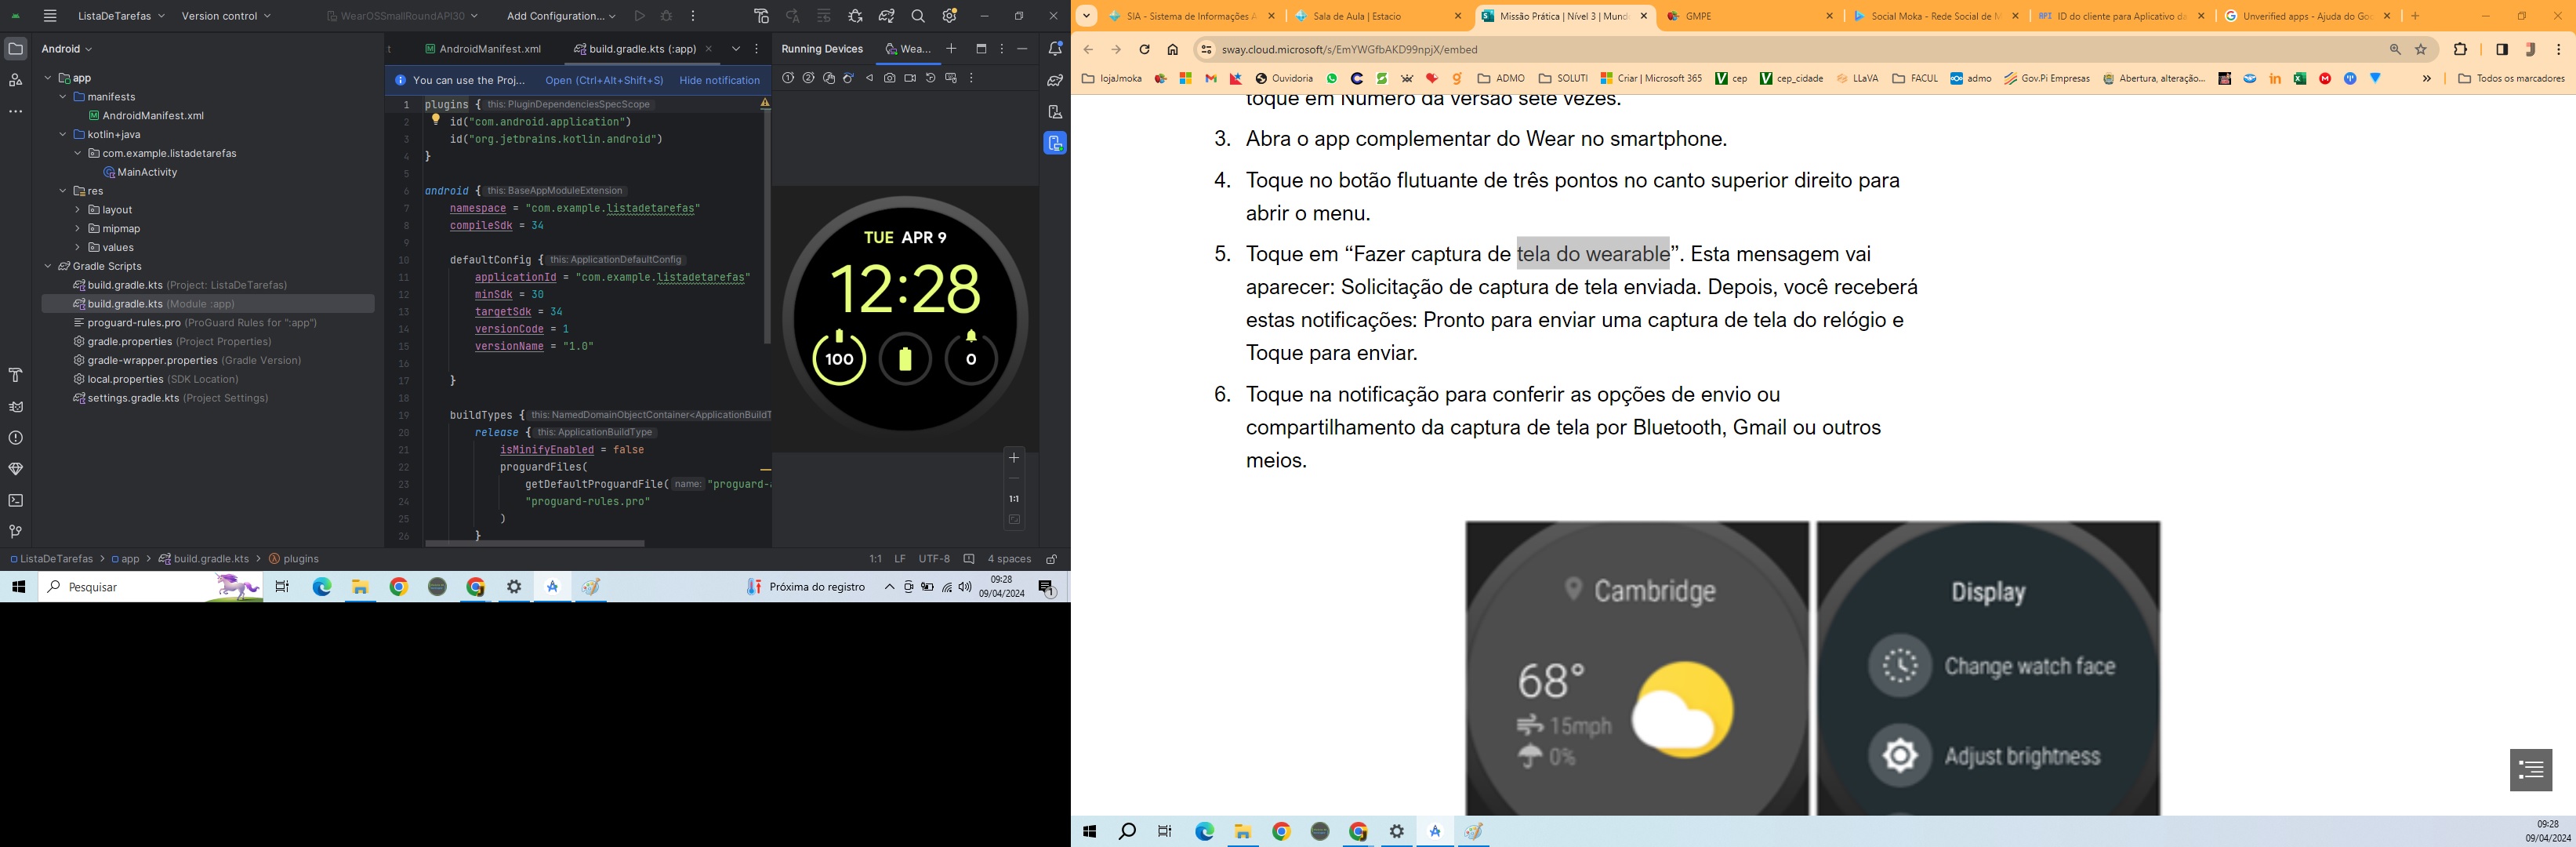 ListaDeTarefas
Version control
WearOSSmallRoundAPI30
Add Configuration...
Android
app
manifests
AndroidManifest.xml
kotlin+java
com.example.listadetarefas
MainActivity
res
layout
mipmap
values
Gradle Scripts
build.gradle.kts (Project: ListaDeTarefas)
build.gradle.kts (Module :app)
proguard-rules.pro (ProGuard Rules for ":app")
gradle.properties (Project Properties)
gradle-wrapper.properties (Gradle Version)
local.properties (SDK Location)
settings.gradle.kts (Project Settings)
AndroidManifest.xml
build.gradle.kts (:app)
You can use the Proj... Open (Ctrl+Alt+Shift+S) Hide notification
1 plugins { this: PluginDependenciesSpecScope
2 id("com.android.application")
3 id("org.jetbrains.kotlin.android")
4 }
5
6 android { this: BaseAppModuleExtension
7 namespace = "com.example.listadetarefas"
8 compileSdk = 34
9
10 defaultConfig { this: ApplicationDefaultConfig
11 applicationId = "com.example.listadetarefas"
12 minSdk = 30
13 targetSdk = 34
14 versionCode = 1
15 versionName = "1.0"
16
17 }
18
19 buildTypes { this: NamedDomainObjectContainer<ApplicationBuildT
20 release { this: ApplicationBuildType
21 isMinifyEnabled = false
22 proguardFiles(
23 getDefaultProguardFile( name: "proguard-
24 "proguard-rules.pro"
25 )
26 }
Running Devices
Wea...
TUE APR 9
12:28
100
0
1:1
ListaDeTarefas > app > build.gradle.kts > plugins
1:1 LF UTF-8 4 spaces
Pesquisar
Próxima do registro
09:28
09/04/2024
SIA - Sistema de Informações A
Sala de Aula | Estacio
Missão Prática | Nível 3 | Mund
GMPE
Social Moka - Rede Social de M
API ID do cliente para Aplicativo da
Unverified apps - Ajuda do Goo
sway.cloud.microsoft/s/EmYWGfbAKD99npjX/embed
lojaJmoka
Ouvidoria
ADMO
SOLUTI
Criar | Microsoft 365
cep
cep_cidade
LLaVA
FACUL
admo
Gov.Pi Empresas
Abertura, alteração...
Todos os marcadores
toque em Número da versão sete vezes.
3. Abra o app complementar do Wear no smartphone.
4. Toque no botão flutuante de três pontos no canto superior direito para
abrir o menu.
5. Toque em “Fazer captura de tela do wearable”. Esta mensagem vai
aparecer: Solicitação de captura de tela enviada. Depois, você receberá
estas notificações: Pronto para enviar uma captura de tela do relógio e
Toque para enviar.
6. Toque na notificação para conferir as opções de envio ou
compartilhamento da captura de tela por Bluetooth, Gmail ou outros
meios.
Cambridge
68°
15mph
0%
Display
Change watch face
Adjust brightness
09:28
09/04/2024